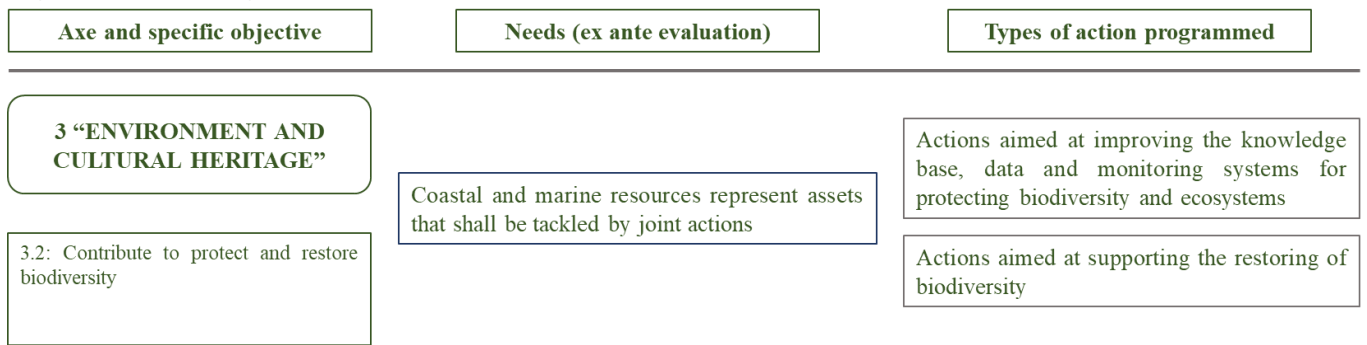 Axe and specific objective
Needs (ex ante evaluation)
Types of action programmed
3 “ENVIRONMENT AND
CULTURAL HERITAGE”
3.2: Contribute to protect and restore
biodiversity
Coastal and marine resources represent assets
that shall be tackled by joint actions
Actions aimed at improving the knowledge
base, data and monitoring systems for
protecting biodiversity and ecosystems
Actions aimed at supporting the restoring of
biodiversity